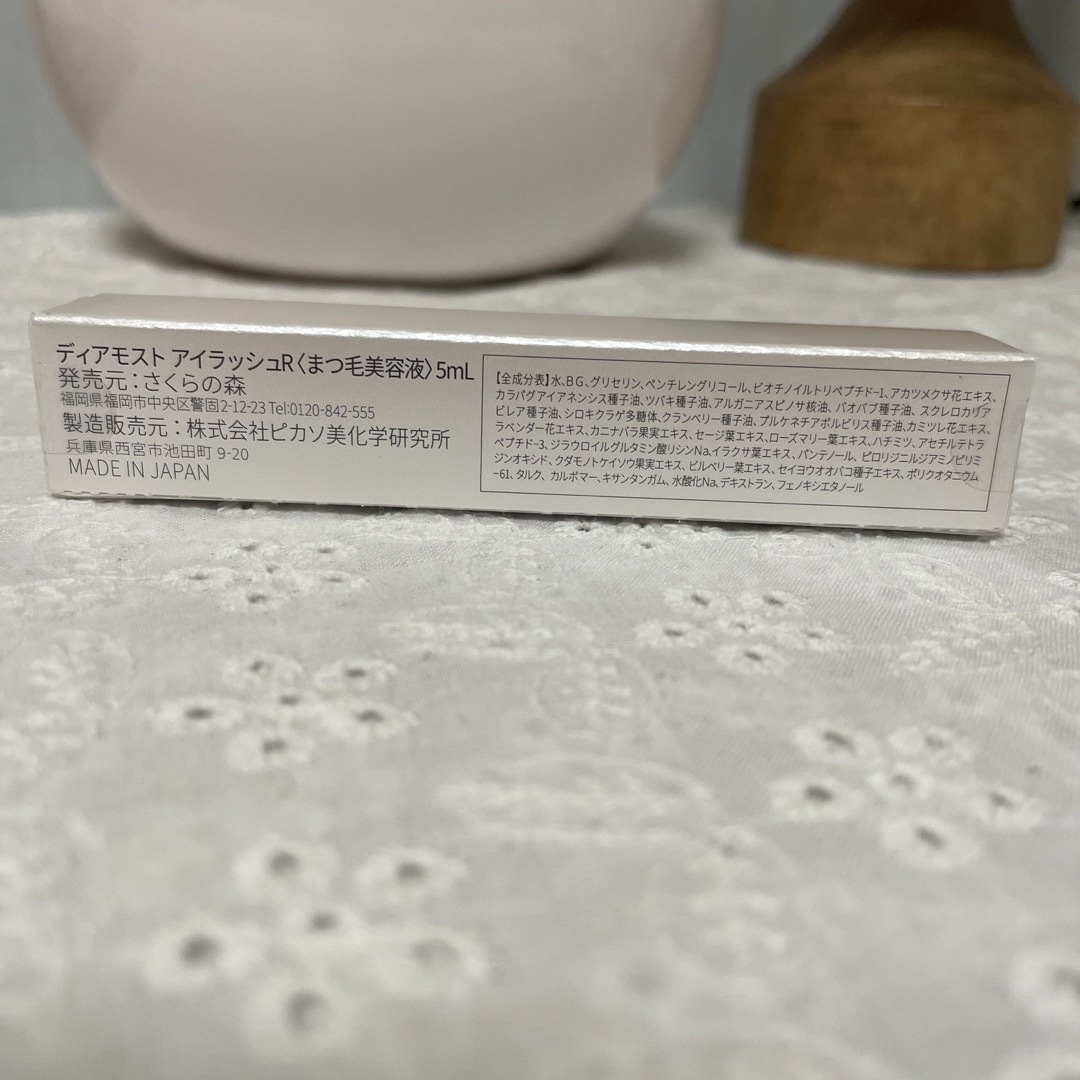 ディアモスト アイラッシュR〈まつ毛美容液〉5mL
発売元：さくらの森
福岡県福岡市中央区警固2-12-23 Tel:0120-842-555
製造販売元：株式会社ピカソ美化学研究所
兵庫県西宮市池田町 9-20
MADE IN JAPAN
【全成分表】水、BG、グリセリン、ペンチレングリコール、ビオチノイルトリペプチド-1、アカツメクサ花エキス、
カラパグアイアネンシス種子油、ツバキ種子油、アルガニアスピノサ核油、バオバブ種子油、スクレロカリア
ビレア種子油、シロキクラゲ多糖体、クランベリー種子油、プルケネチアボルビリス種子油、カミツレ花エキス、
ラベンダー花エキス、カニナバラ果実エキス、セージ葉エキス、ローズマリー葉エキス、ハチミツ、アセチルテトラ
ペプチド-3、ジラウロイルグルタミン酸リシンNa、イラクサ葉エキス、パンテノール、ピロリジニルジアミノピリミ
ジンオキシド、クダモノトケイソウ果実エキス、ビルベリー葉エキス、セイヨウオオバコ種子エキス、ポリクオタニウム
-61、タルク、カルボマー、キサンタンガム、水酸化Na、デキストラン、フェノキシエタノール